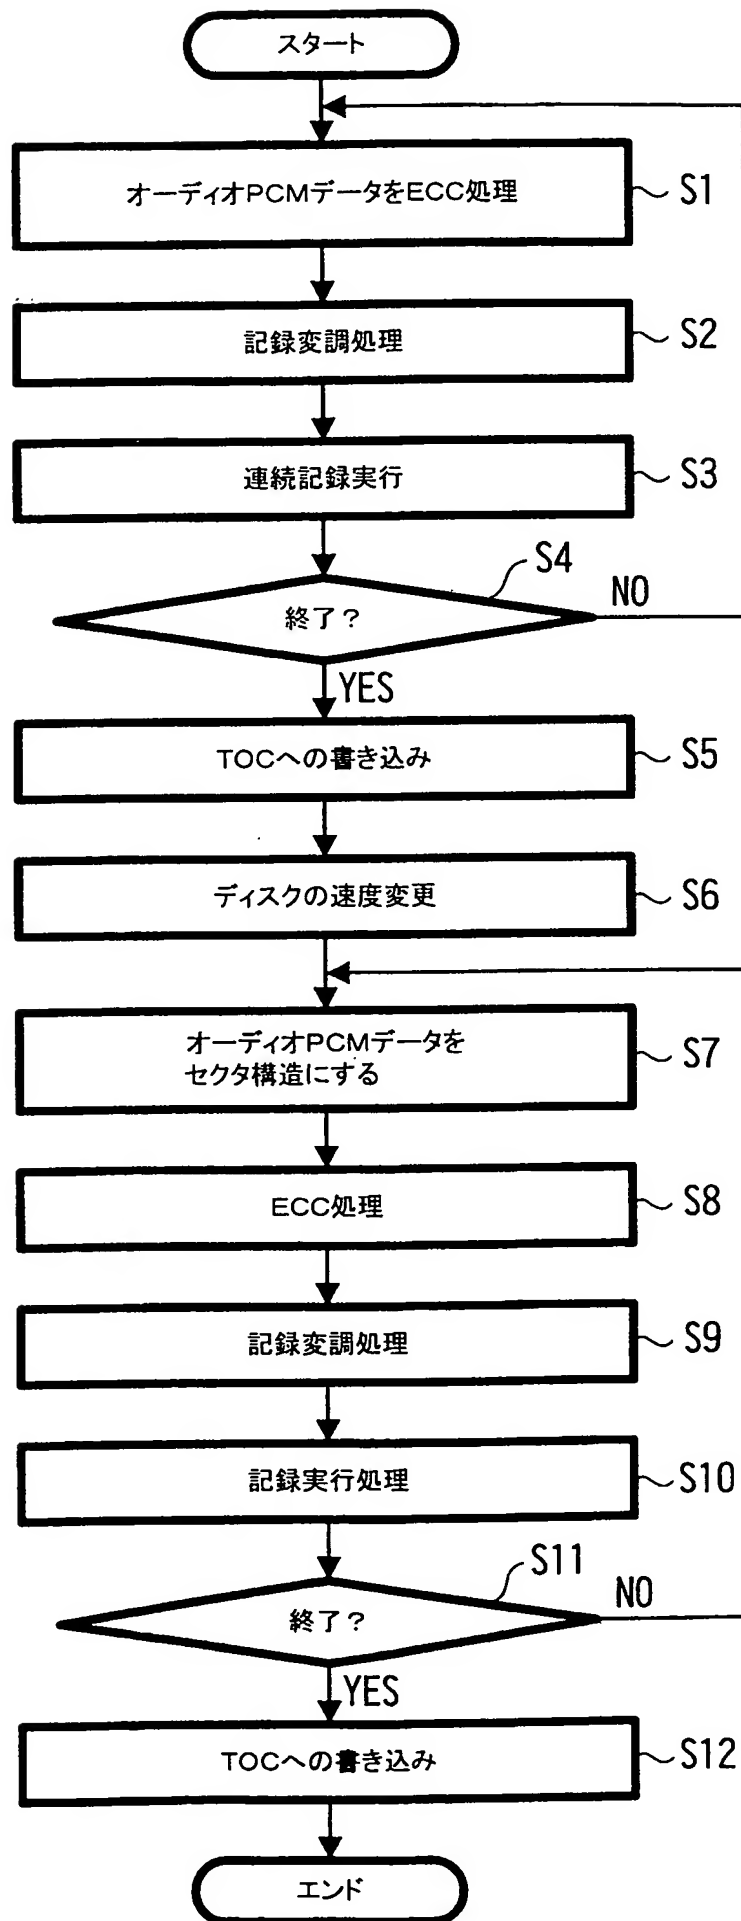 スタート
オーディオPCMデータをECC処理
S1
記録変調処理
S2
連続記録実行
S3
S4
終了?
NO
YES
TOCへの書き込み
S5
ディスクの速度変更
S6
オーディオPCMデータを
セクタ構造にする
S7
ECC処理
S8
記録変調処理
S9
記録実行処理
S10
S11
終了?
NO
YES
TOCへの書き込み
S12
エンド